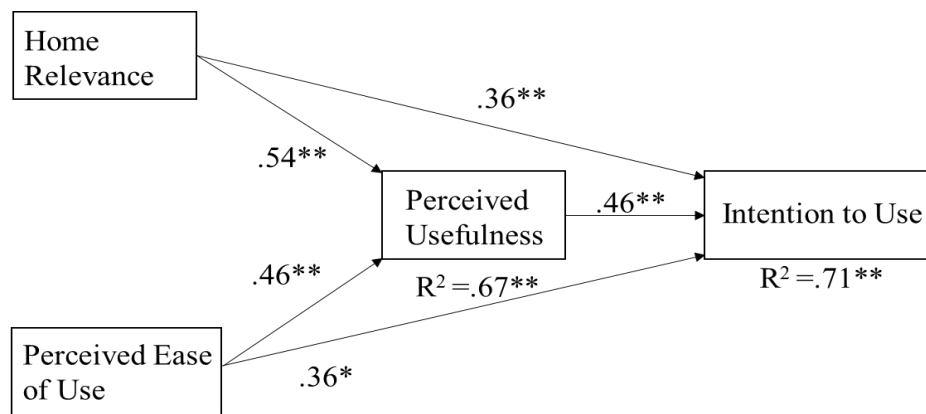 Home
Relevance
.36**
.54**
Perceived
Usefulness
.46**
Intention to Use
.46**
R² =.67**
R² =.71**
Perceived Ease
of Use
.36*